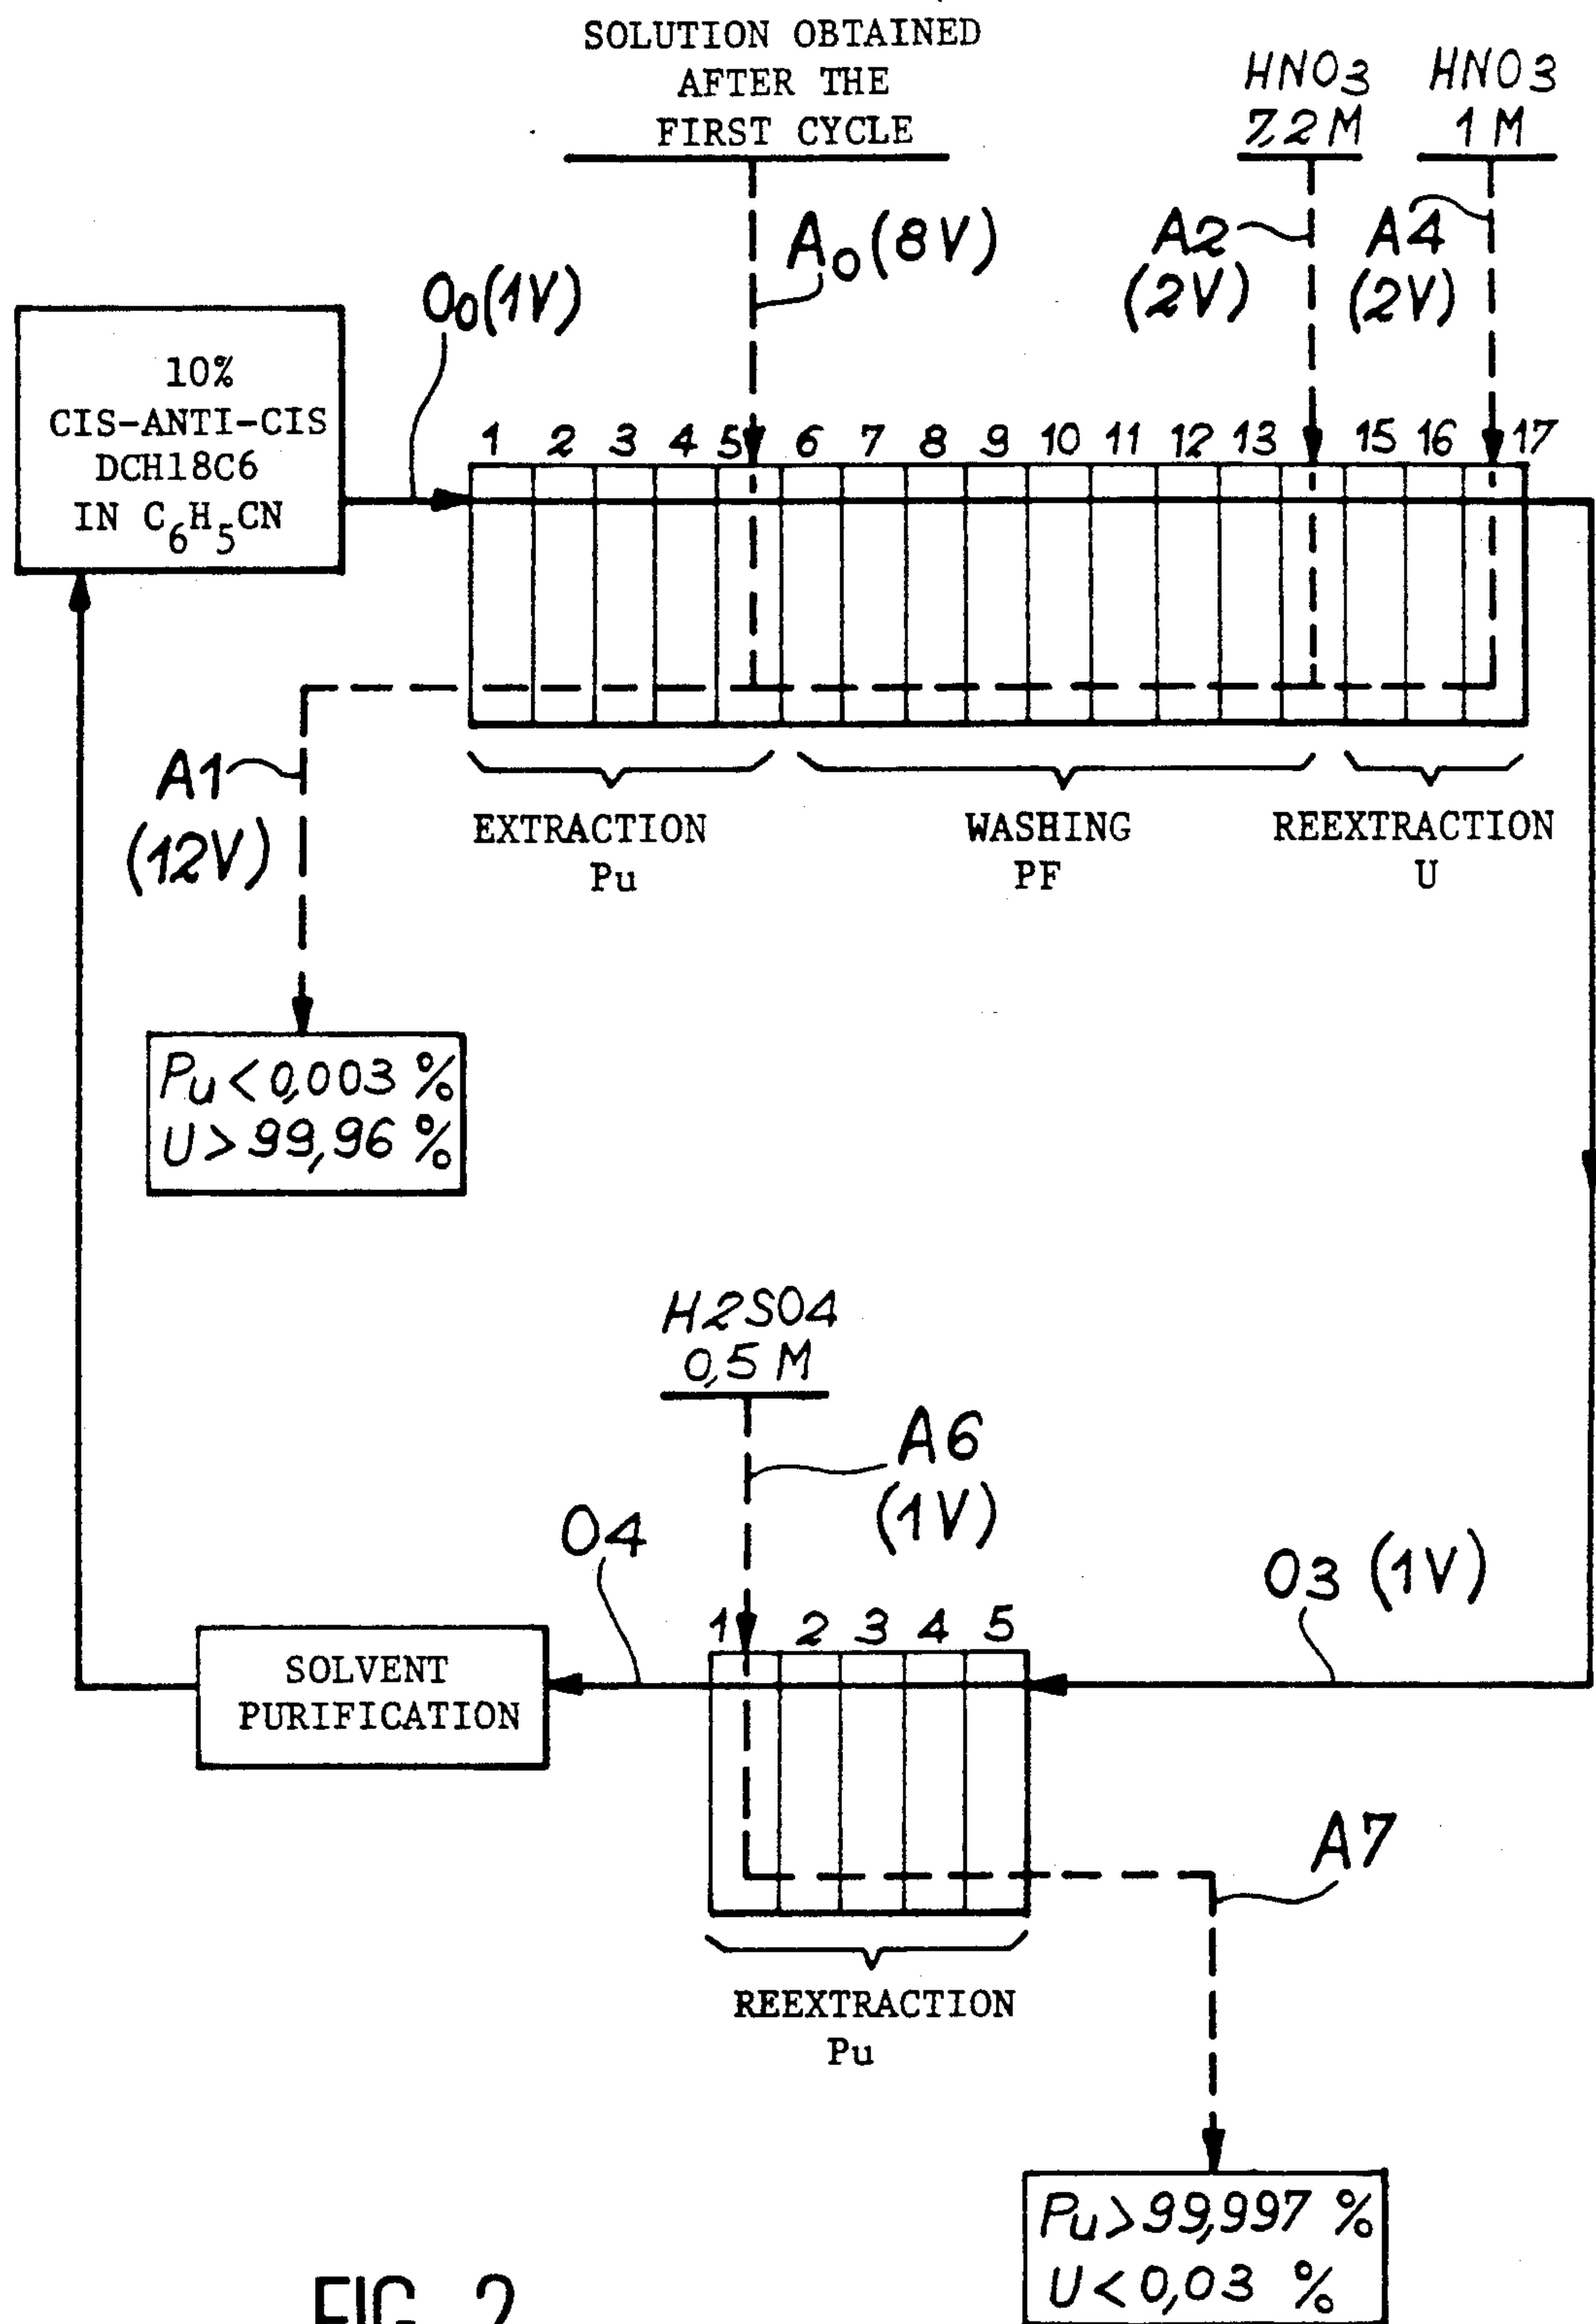 SOLUTION OBTAINED
AFTER THE
FIRST CYCLE
HNO3
7,2 M
HNO3
1 M
A0 (8V)
A2
(2V)
A4
(2V)
O0 (1V)
10%
CIS-ANTI-CIS
DCH18C6
IN C6H5CN
1 2 3 4 5 6 7 8 9 10 11 12 13 15 16 17
A1
(12V)
EXTRACTION
Pu
WASHING
PF
REEXTRACTION
U
Pu < 0,003 %
U > 99,96 %
H2SO4
0,5 M
A6
(1V)
O4
O3 (1V)
1 2 3 4 5
SOLVENT
PURIFICATION
A7
REEXTRACTION
Pu
Pu > 99,997 %
U < 0,03 %
FIG. 2